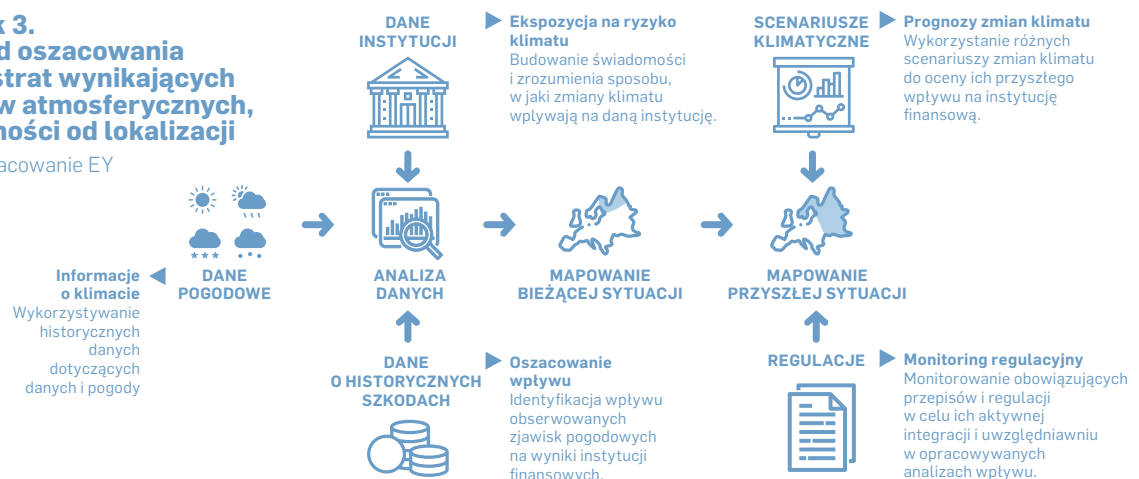 k 3.
d oszacowania
strat wynikających
w atmosferycznych,
ności od lokalizacji
acowanie EY
DANE
INSTYTUCJI
Ekspozycja na ryzyko
klimatu
Budowanie świadomości
i zrozumienia sposobu,
w jaki zmiany klimatu
wpływają na daną instytucję.
SCENARIUSZE
KLIMATYCZNE
Prognozy zmian klimatu
Wykorzystanie różnych
scenariuszy zmian klimatu
do oceny ich przyszłego
wpływu na instytucję
finansową.
Informacje
o klimacie
Wykorzystywanie
historycznych
danych
dotyczących
danych i pogody
DANE
POGODOWE
ANALIZA
DANYCH
MAPOWANIE
BIEŻĄCEJ SYTUACJI
MAPOWANIE
PRZYSZŁEJ SYTUACJI
DANE
O HISTORYCZNYCH
SZKODACH
Oszacowanie
wpływu
Identyfikacja wpływu
obserwowanych
zjawisk pogodowych
na wyniki instytucji
finansowych.
REGULACJE
Monitoring regulacyjny
Monitorowanie obowiązujących
przepisów i regulacji
w celu ich aktywnej
integracji i uwzględniawniu
w opracowywanych
analizach wpływu.